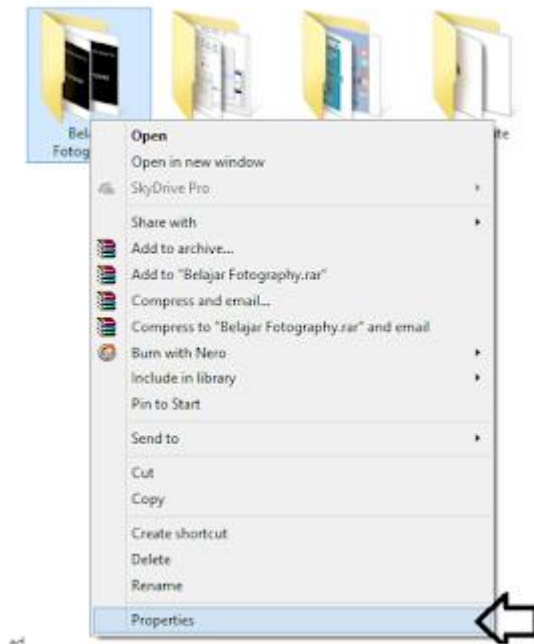 Open
Open in new window
SkyDrive Pro
Share with
Add to archive...
Add to "Belajar Fotography.rar"
Compress and email...
Compress to "Belajar Fotography.rar" and email
Burn with Nero
Include in library
Pin to Start
Send to
Cut
Copy
Create shortcut
Delete
Rename
Properties